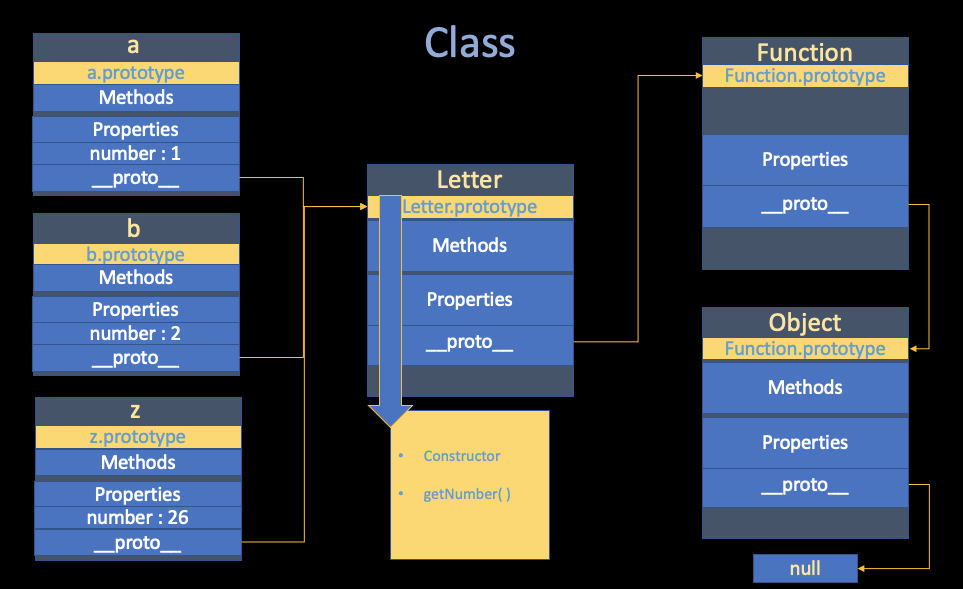 Class
a
a.prototype
Methods
Properties
number : 1
__proto__
b
b.prototype
Methods
Properties
number : 2
__proto__
z
z.prototype
Methods
Properties
number : 26
__proto__
Letter
Letter.prototype
Methods
Properties
__proto__
• Constructor
• getNumber( )
Function
Function.prototype
Properties
__proto__
Object
Function.prototype
Methods
Properties
__proto__
null